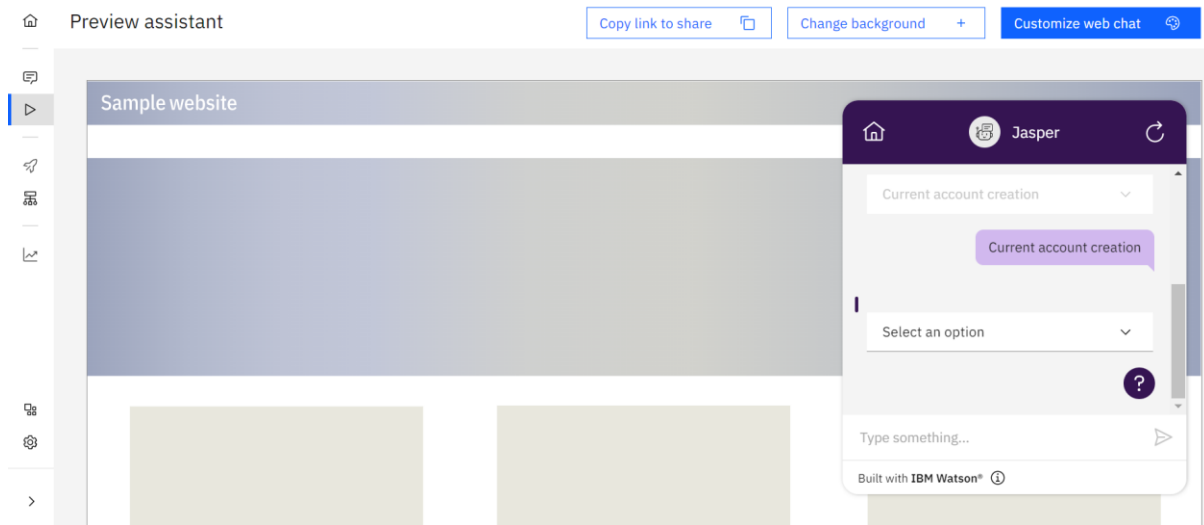 Preview assistant
Copy link to share
Change background +
Customize web chat
Sample website
Jasper
Current account creation
Current account creation
Select an option
?
Type something...
Built with IBM Watson®